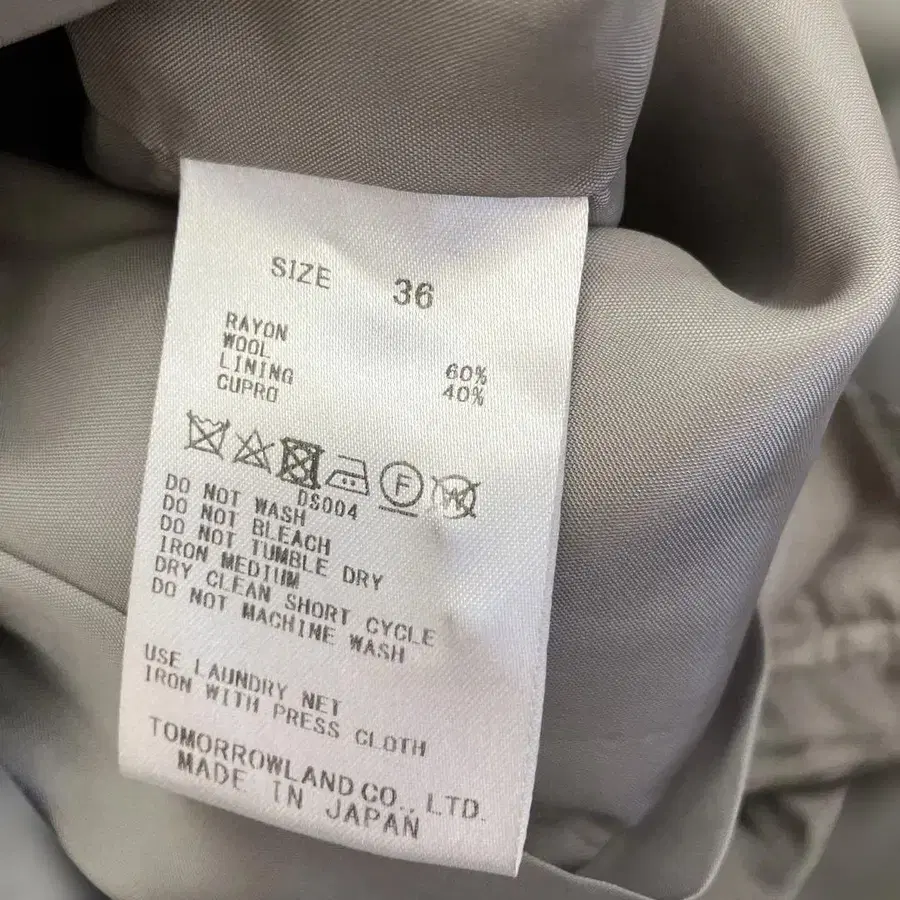 SIZE 36
RAYON 60%
WOOL 40%
LINING
CUPRO
F W
DS004
DO NOT WASH
DO NOT BLEACH
DO NOT TUMBLE DRY
IRON MEDIUM
DRY CLEAN SHORT CYCLE
DO NOT MACHINE WASH
USE LAUNDRY NET
IRON WITH PRESS CLOTH
TOMORROWLAND CO., LTD.
MADE IN JAPAN